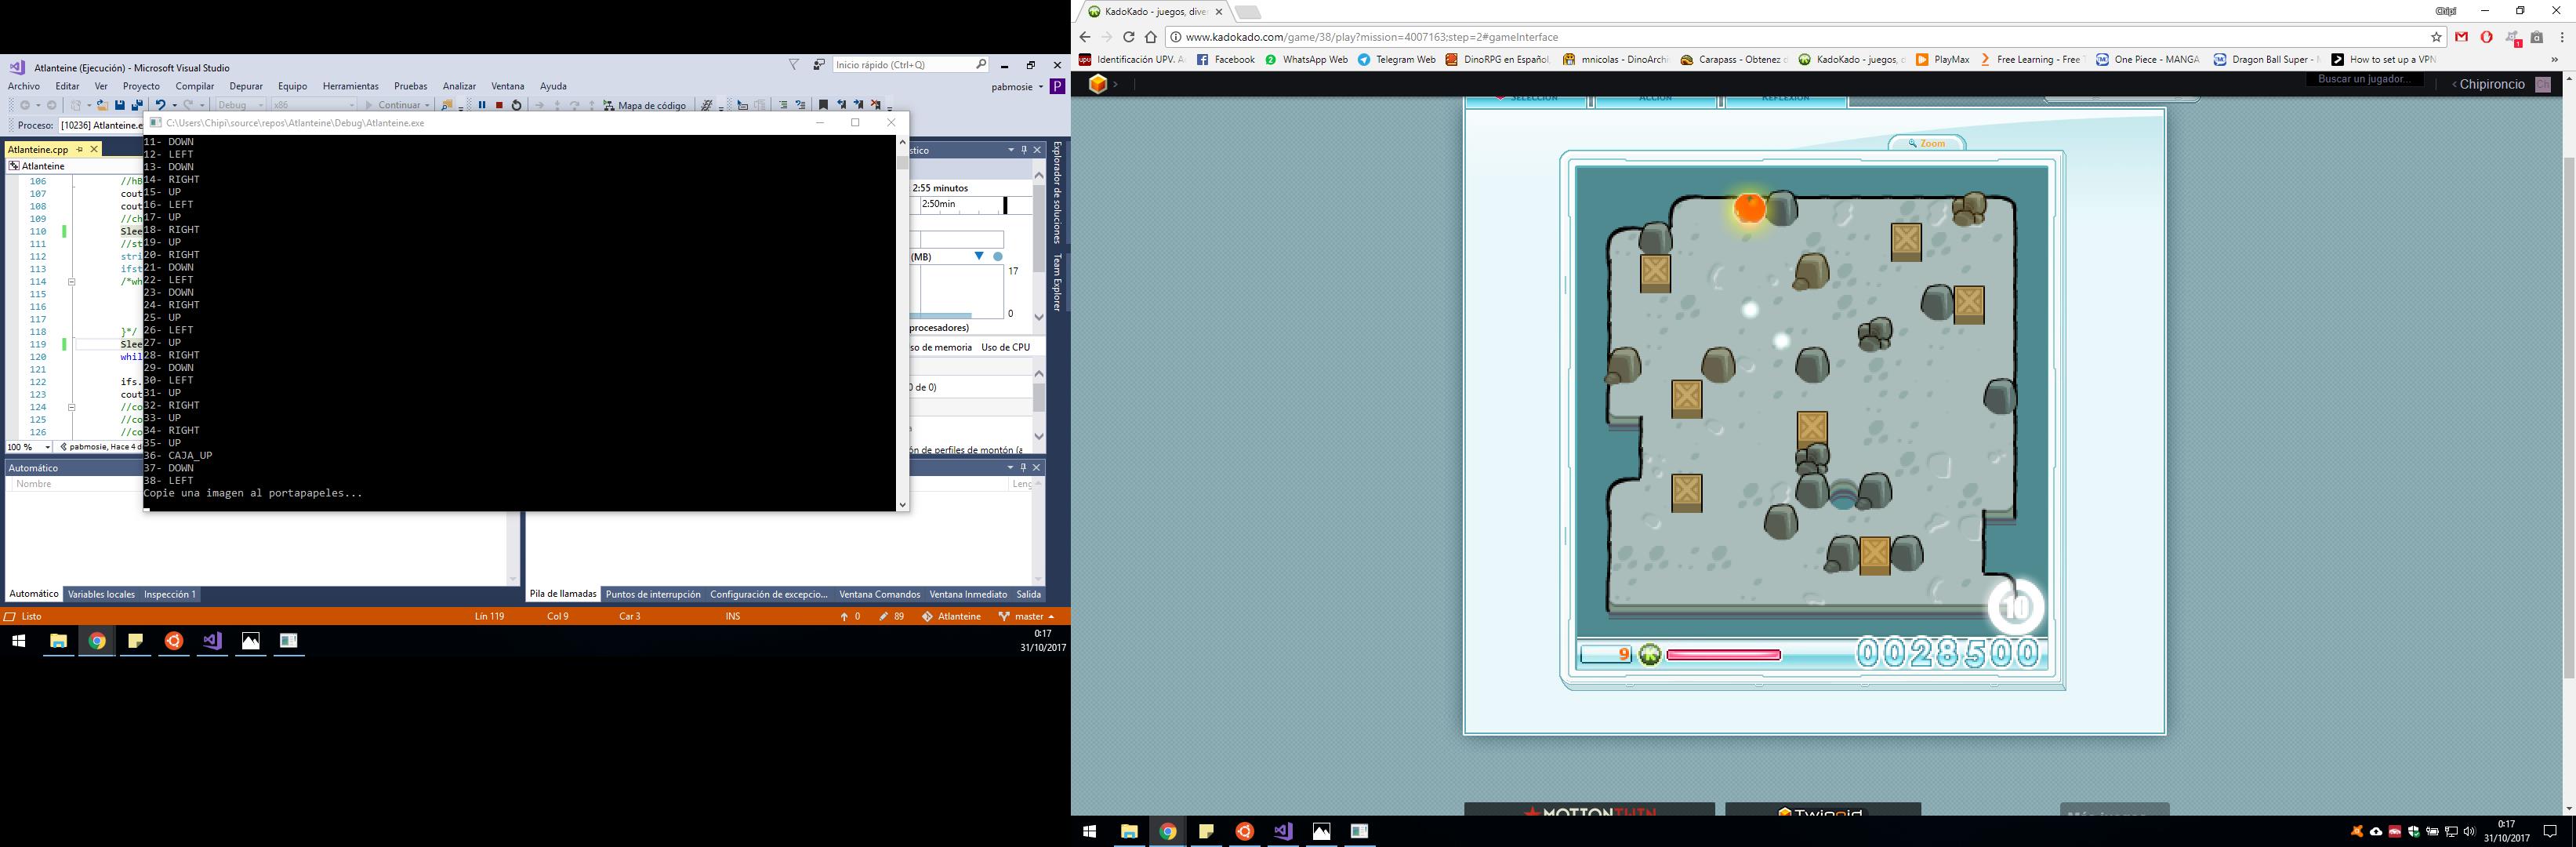 Atlanteine (Ejecución) - Microsoft Visual Studio
Inicio rápido (Ctrl+Q)
Archivo Editar Ver Proyecto Compilar Depurar Equipo Herramientas Pruebas Analizar Ventana Ayuda
pabmosie P
Debug x86 Continuar Mapa de código
Proceso: [10236] Atlanteine.e
C:\Users\Chipi\source\repos\Atlanteine\Debug\Atlanteine.exe
Atlanteine.cpp
Atlanteine
106 //hB
107 cout
108 cout
109 //ch
110 Slee
111 //st
112 stri
113 ifst
114 /*wh
115
116
117
118 }*/
119 Slee
120 whil
121
122 ifs.
123 cout
124 //co
125 //co
126 //co
100 % pabmosie, Hace 4 d
11- DOWN
12- LEFT
13- DOWN
14- RIGHT
15- UP
16- LEFT
17- UP
18- RIGHT
19- UP
20- RIGHT
21- DOWN
22- LEFT
23- DOWN
24- RIGHT
25- UP
26- LEFT
27- UP
28- RIGHT
29- DOWN
30- LEFT
31- UP
32- RIGHT
33- UP
34- RIGHT
35- UP
36- CAJA_UP
37- DOWN
38- LEFT
Copie una imagen al portapapeles...
stico
2:55 minutos
2:50min
(MB)
17
0
procesadores)
so de memoria Uso de CPU
0 de 0)
ón de perfiles de montón (a
Explorador de soluciones
Team Explorer
Automático
Nombre
Leng
Automático Variables locales Inspección 1
Pila de llamadas Puntos de interrupción Configuración de excepcio... Ventana Comandos Ventana Inmediato Salida
Listo Lín 119 Col 9 Car 3 INS 0 89 Atlanteine master
0:17
31/10/2017
KadoKado - juegos, dive
Chipi
www.kadokado.com/game/38/play?mission=4007163;step=2#gameInterface
Identificación UPV. A Facebook WhatsApp Web Telegram Web DinoRPG en Español mnicolas - DinoArch Carapass - Obtenez KadoKado - juegos, d PlayMax Free Learning - Free One Piece - MANGA Dragon Ball Super - How to set up a VPN »
Buscar un jugador... Chipironcio
SELECCIÓN ACCIÓN REFLEXIÓN
Zoom
10
9
0028500
MOTION TWIN
Twinoid
Más juegos
0:17
31/10/2017